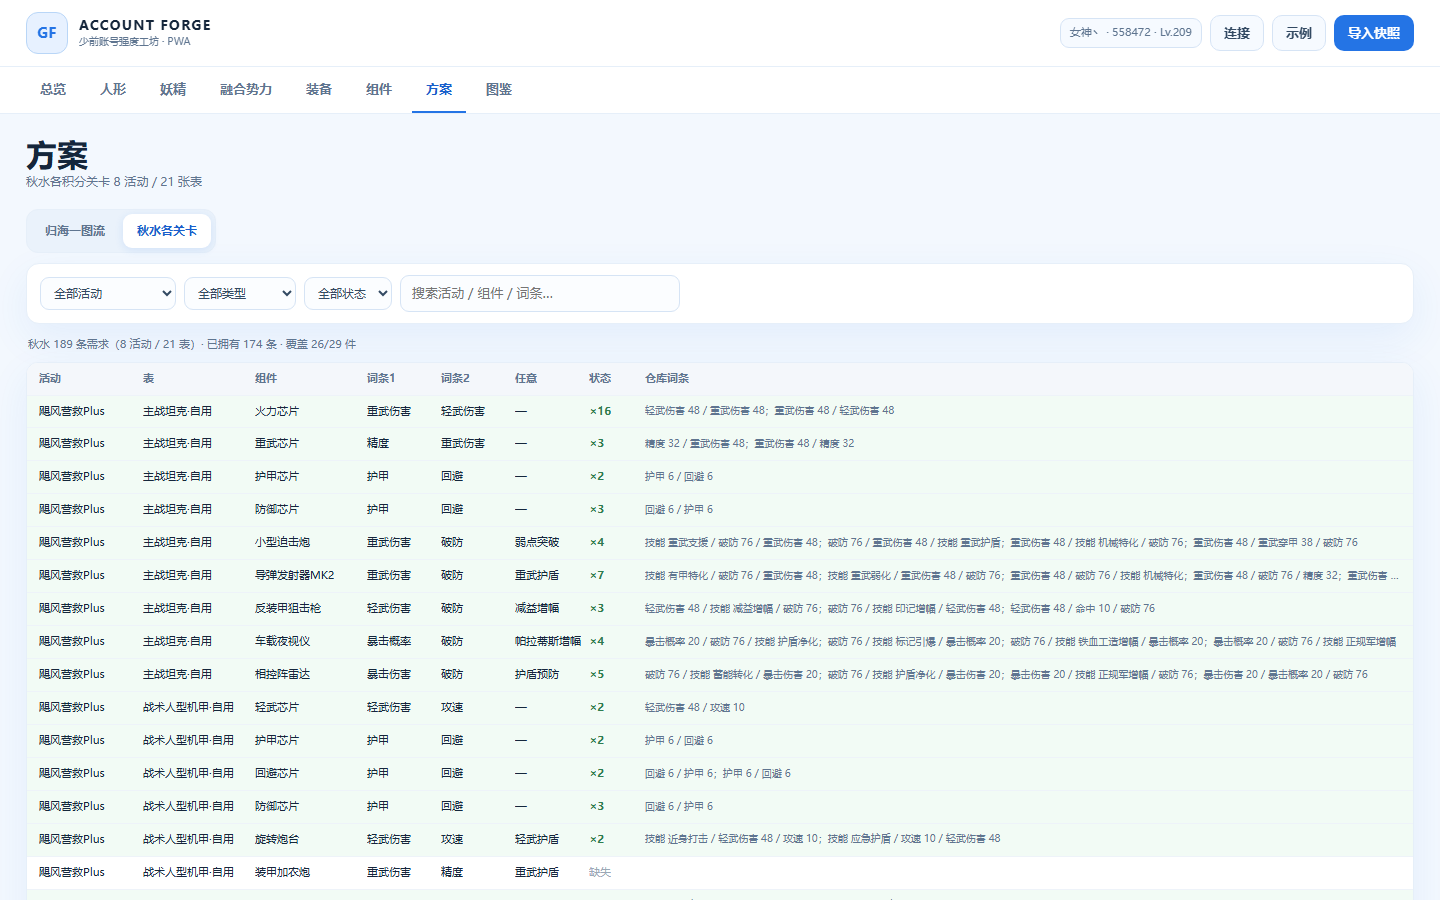 GF
ACCOUNT FORGE
少前账号强度工坊 · PWA
女神丶 · 558472 · Lv.209
连接
示例
导入快照
总览 人形 妖精 融合势力 装备 组件 方案 图鉴
方案
秋水各积分关卡 8 活动 / 21 张表
归海一图流 秋水各关卡
全部活动 全部类型 全部状态 搜索活动 / 组件 / 词条...
秋水 189 条需求（8 活动 / 21 表）· 已拥有 174 条 · 覆盖 26/29 件
活动 表 组件 词条1 词条2 任意 状态 仓库词条
飓风营救Plus 主战坦克·自用 火力芯片 重武伤害 轻武伤害 — ×16 轻武伤害 48 / 重武伤害 48；重武伤害 48 / 轻武伤害 48
飓风营救Plus 主战坦克·自用 重武芯片 精度 重武伤害 — ×3 精度 32 / 重武伤害 48；重武伤害 48 / 精度 32
飓风营救Plus 主战坦克·自用 护甲芯片 护甲 回避 — ×2 护甲 6 / 回避 6
飓风营救Plus 主战坦克·自用 防御芯片 护甲 回避 — ×3 回避 6 / 护甲 6
飓风营救Plus 主战坦克·自用 小型迫击炮 重武伤害 破防 弱点突破 ×4 技能 重武支援 / 破防 76 / 重武伤害 48；破防 76 / 重武伤害 48 / 技能 重武护盾；重武伤害 48 / 技能 机械特化 / 破防 76；重武伤害 48 / 重武穿甲 38 / 破防 76
飓风营救Plus 主战坦克·自用 导弹发射器MK2 重武伤害 破防 重武护盾 ×7 技能 有甲特化 / 破防 76 / 重武伤害 48；技能 重武弱化 / 重武伤害 48 / 破防 76；重武伤害 48 / 破防 76 / 技能 机械特化；重武伤害 48 / 破防 76 / 精度 32；重武伤害 ...
飓风营救Plus 主战坦克·自用 反装甲狙击枪 轻武伤害 破防 减益增幅 ×3 轻武伤害 48 / 技能 减益增幅 / 破防 76；破防 76 / 技能 印记增幅 / 轻武伤害 48；轻武伤害 48 / 命中 10 / 破防 76
飓风营救Plus 主战坦克·自用 车载夜视仪 暴击概率 破防 帕拉蒂斯增幅 ×4 暴击概率 20 / 破防 76 / 技能 护盾净化；破防 76 / 技能 标记引爆 / 暴击概率 20；破防 76 / 技能 铁血工造增幅 / 暴击概率 20；暴击概率 20 / 破防 76 / 技能 正规军增幅
飓风营救Plus 主战坦克·自用 相控阵雷达 暴击伤害 破防 护盾预防 ×5 破防 76 / 技能 蓄能转化 / 暴击伤害 20；破防 76 / 技能 护盾净化 / 暴击伤害 20；暴击伤害 20 / 技能 正规军增幅 / 破防 76；暴击伤害 20 / 暴击概率 20 / 破防 76
飓风营救Plus 战术人型机甲·自用 轻武芯片 轻武伤害 攻速 — ×2 轻武伤害 48 / 攻速 10
飓风营救Plus 战术人型机甲·自用 护甲芯片 护甲 回避 — ×2 护甲 6 / 回避 6
飓风营救Plus 战术人型机甲·自用 回避芯片 护甲 回避 — ×2 回避 6 / 护甲 6；护甲 6 / 回避 6
飓风营救Plus 战术人型机甲·自用 防御芯片 护甲 回避 — ×3 回避 6 / 护甲 6
飓风营救Plus 战术人型机甲·自用 旋转炮台 轻武伤害 攻速 轻武护盾 ×2 技能 近身打击 / 轻武伤害 48 / 攻速 10；技能 应急护盾 / 攻速 10 / 轻武伤害 48
飓风营救Plus 战术人型机甲·自用 装甲加农炮 重武伤害 精度 重武护盾 缺失